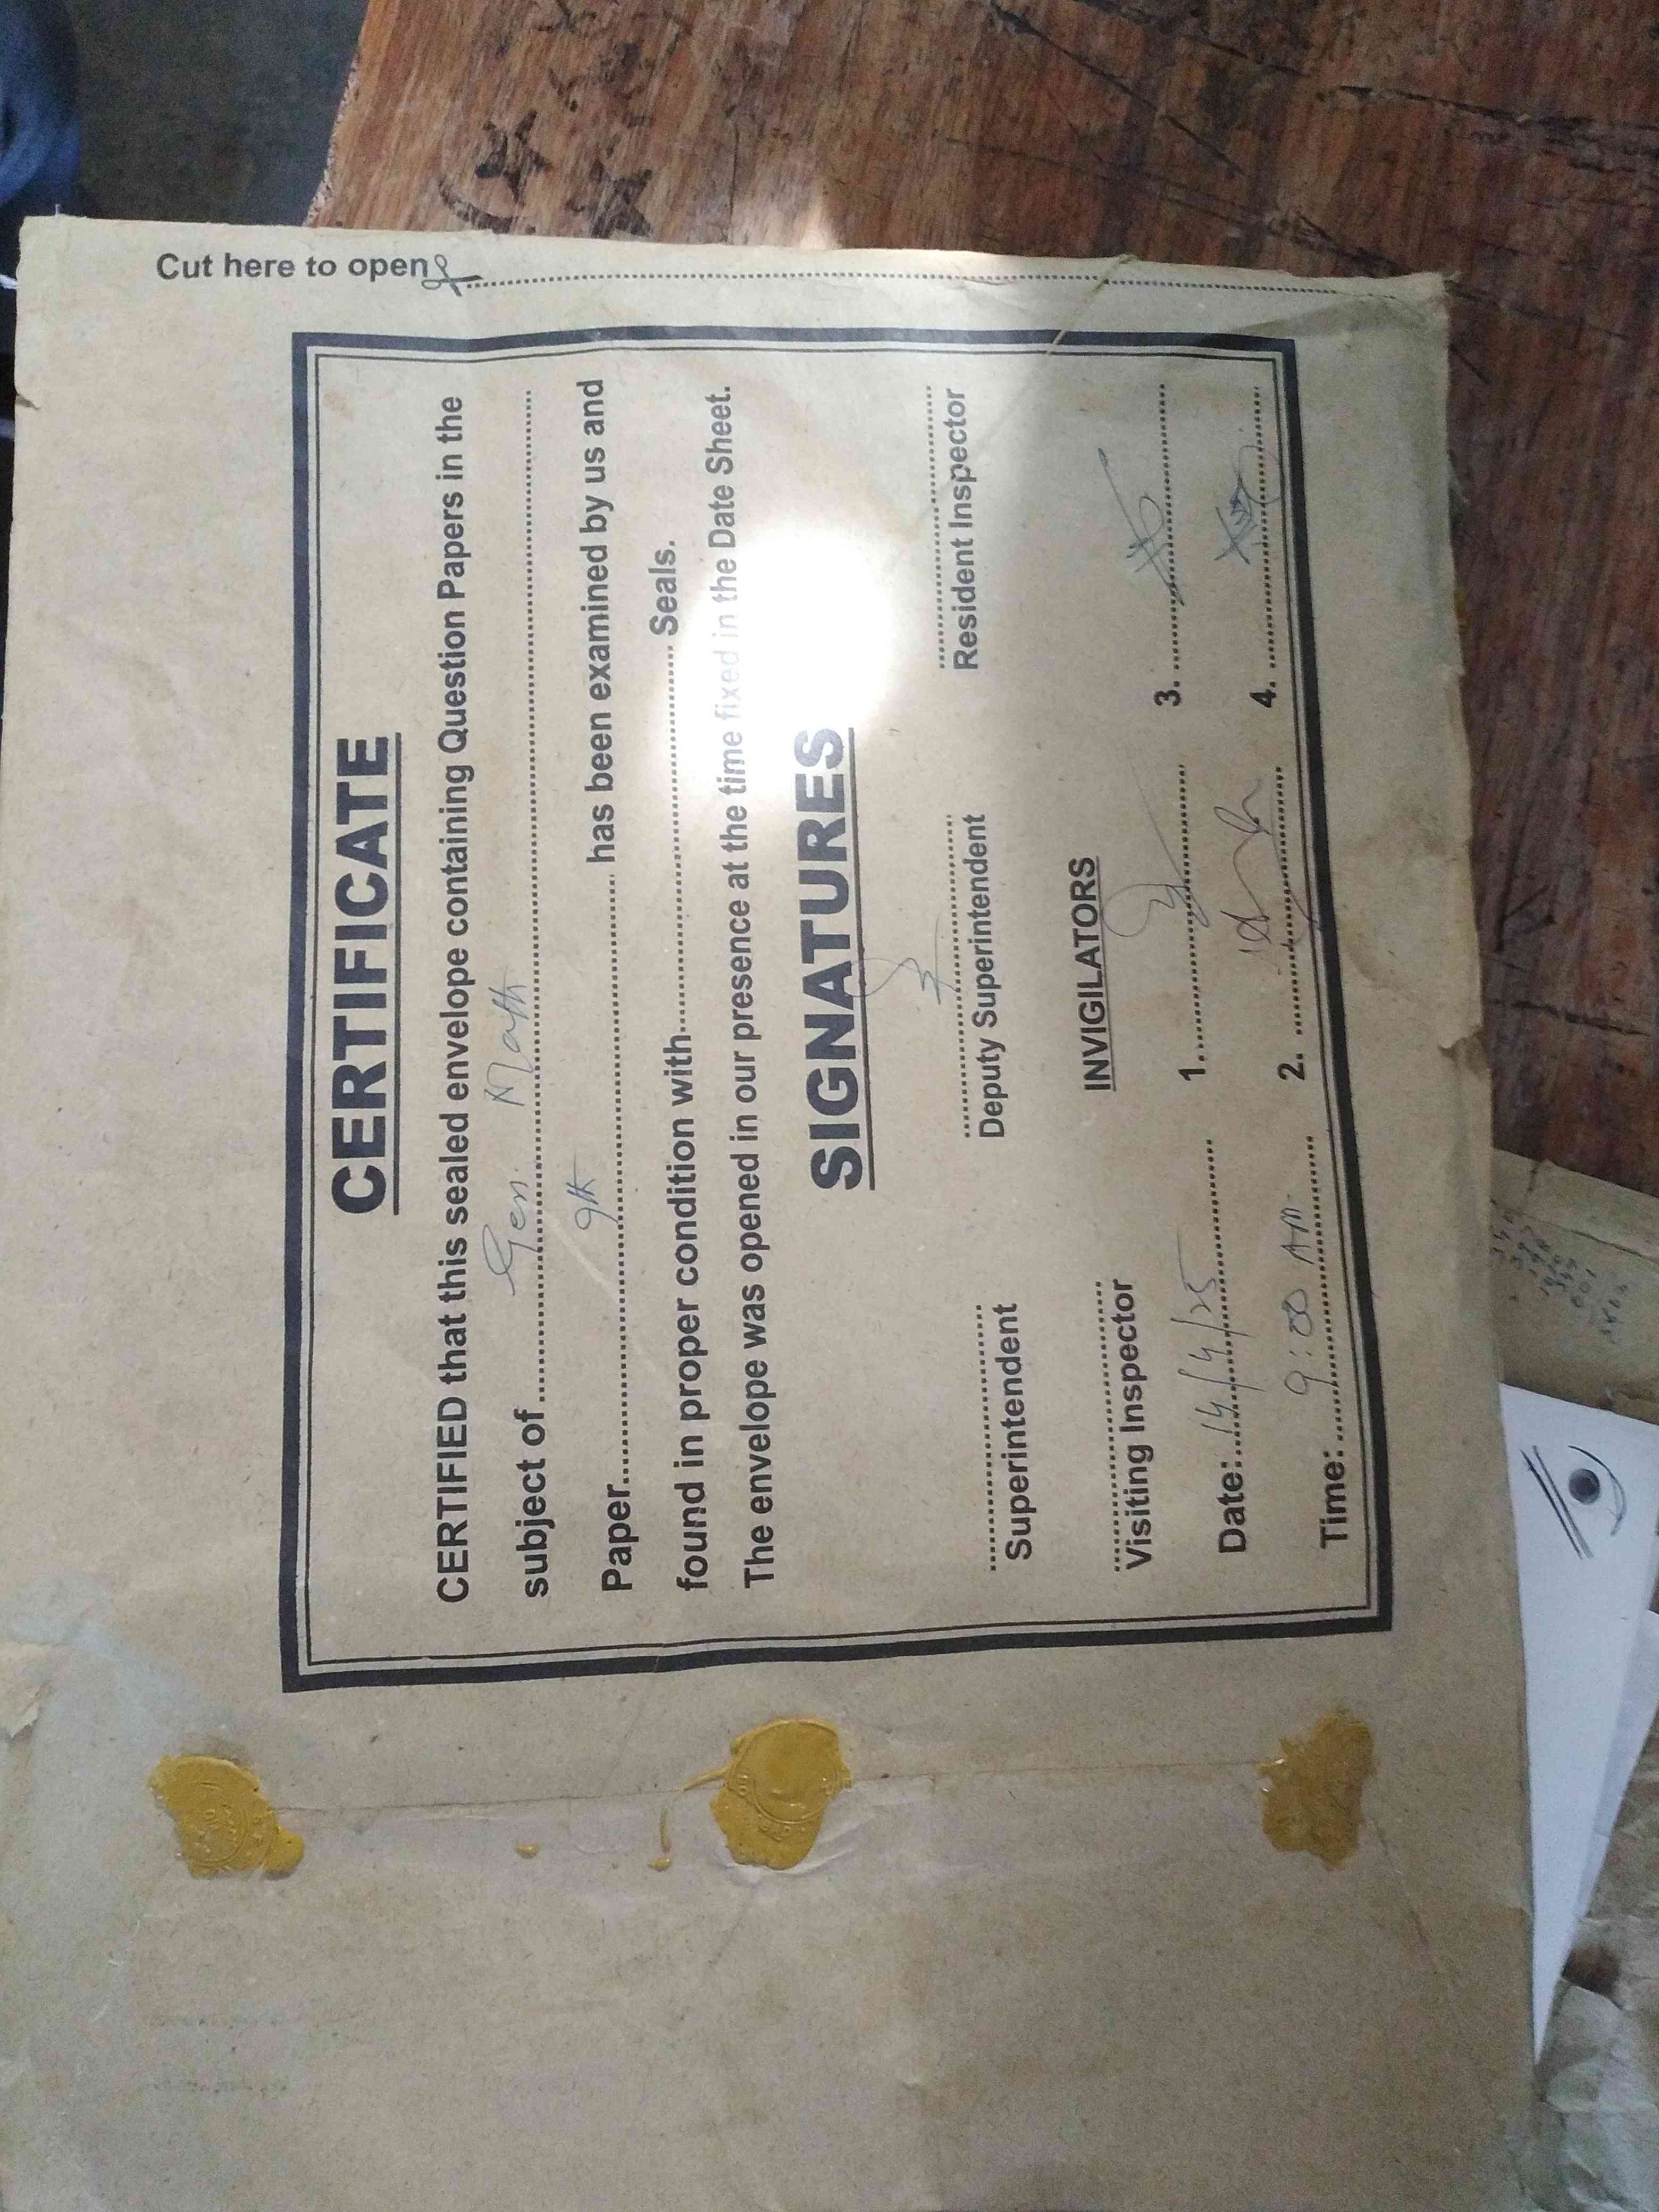 Cut here to open
CERTIFICATE
CERTIFIED that this sealed envelope containing Question Papers in the
subject of Gen. Math
Paper 9th has been examined by us and
found in proper condition with Seals.
The envelope was opened in our presence at the time fixed in the Date Sheet.
SIGNATURES
Superintendent Deputy Superintendent Resident Inspector
Visiting Inspector INVIGILATORS
Date: 14/4/25 1. 3.
Time: 9:00 AM. 2. 4.